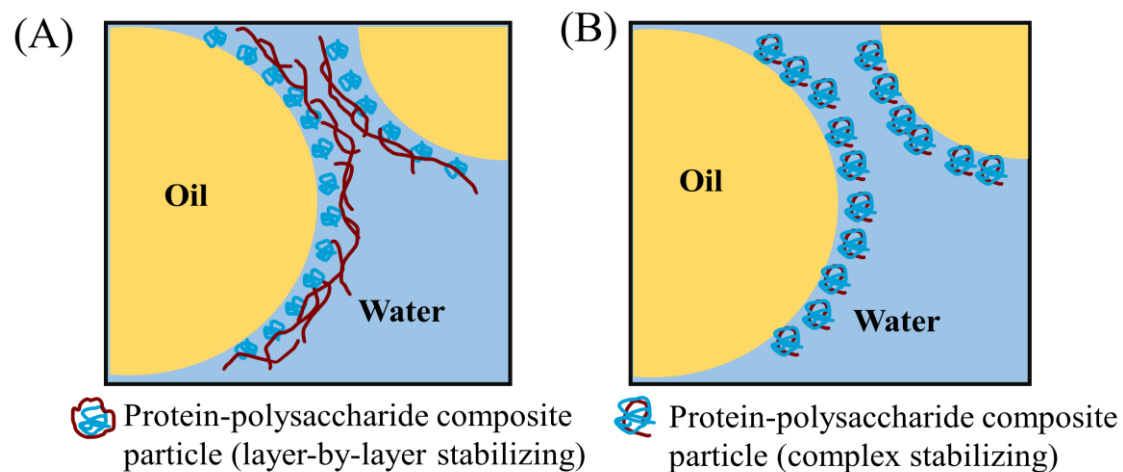 (A)
Oil
Water
Protein-polysaccharide composite
particle (layer-by-layer stabilizing)
(B)
Oil
Water
Protein-polysaccharide composite
particle (complex stabilizing)